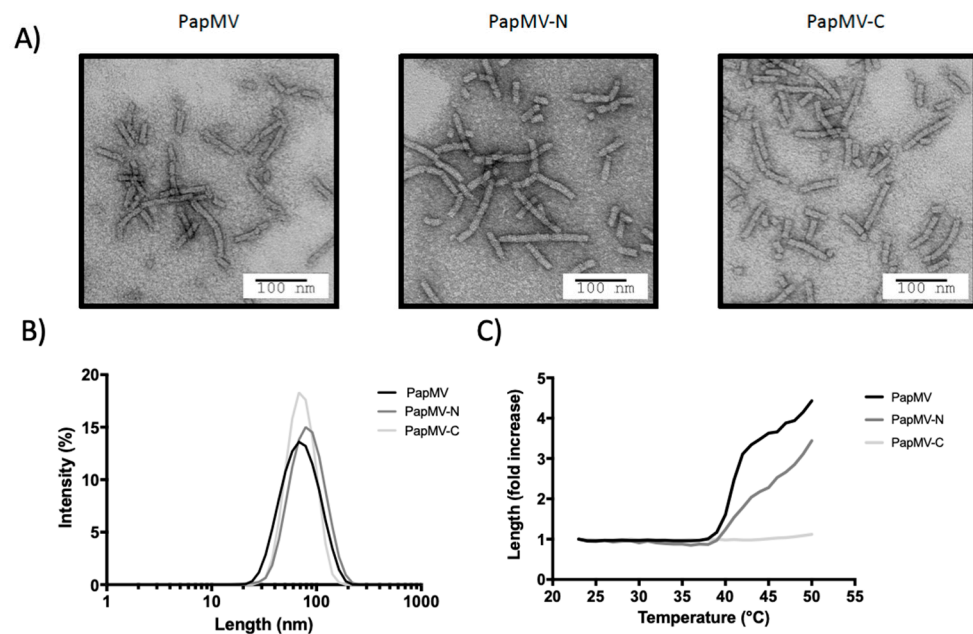 PapMV
PapMV-N
PapMV-C
A)
100 nm
100 nm
100 nm
B)
20
15
10
5
0
Intensity (%)
1
10
100
1000
Length (nm)
PapMV
PapMV-N
PapMV-C
C)
5
4
3
2
1
0
Length (fold increase)
20
25
30
35
40
45
50
55
Temperature (°C)
PapMV
PapMV-N
PapMV-C